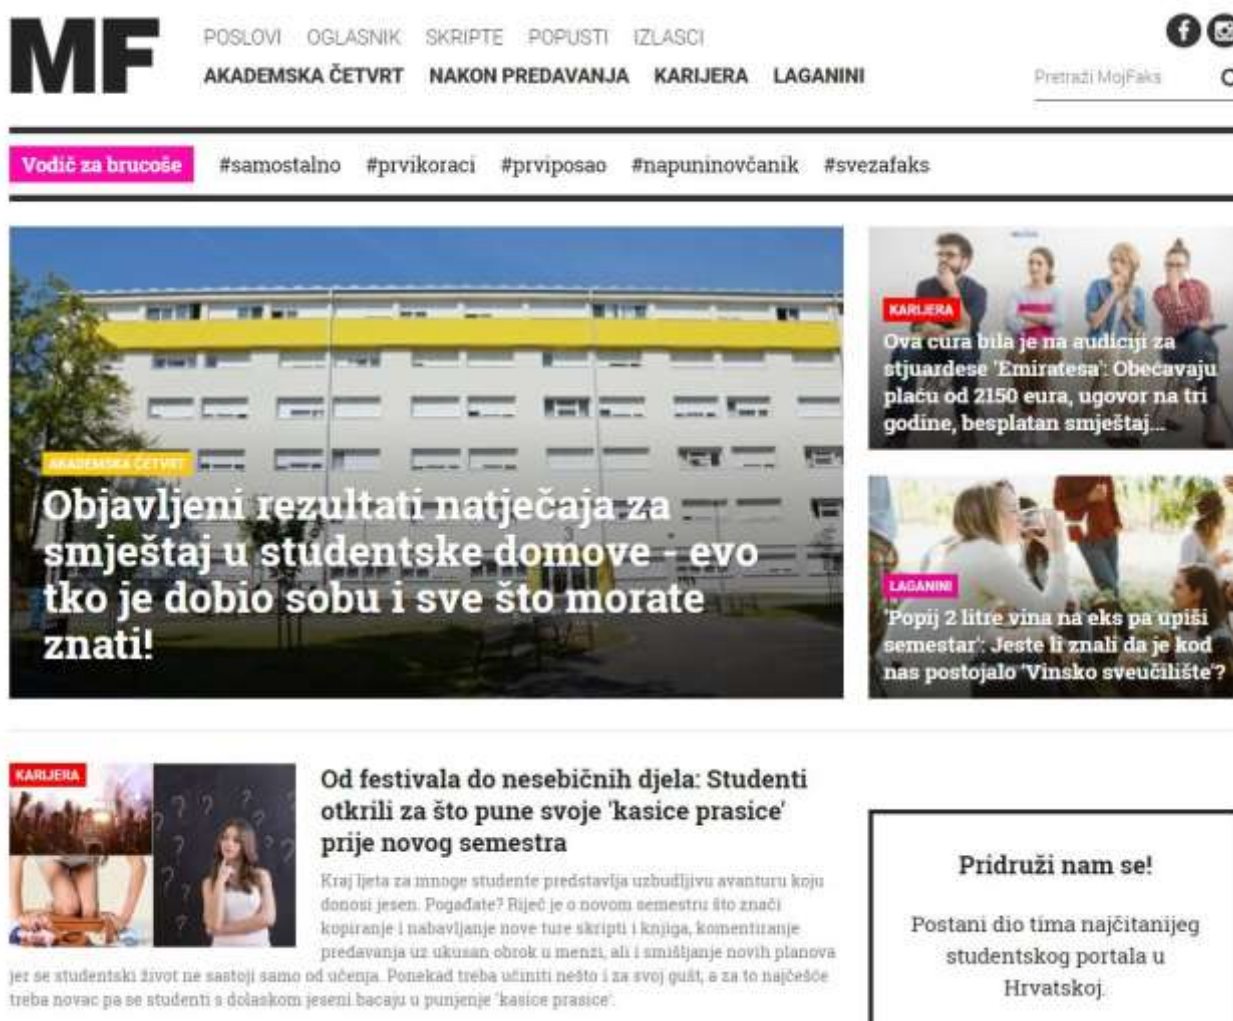 MF
POSLOVI OGLASNIK SKRIPTE POPUSTI IZLASCI
AKADEMSKA ČETVRT NAKON PREDAVANJA KARIJERA LAGANINI
Pretraži MojFaks
Vodič za brucoše #samostalno #prvikoraci #prviposao #napuninovčanik #svezafaks
AKADEMSKA ČETVRT
Objavljeni rezultati natječaja za
smještaj u studentske domove - evo
tko je dobio sobu i sve što morate
znati!
KARIJERA
Ova cura bila je na audiciji za
stjuardese 'Emiratesa': Obećavaju
plaću od 2150 eura, ugovor na tri
godine, besplatan smještaj...
LAGANINI
'Popij 2 litre vina na eks pa upiši
semestar': Jeste li znali da je kod
nas postojalo 'Vinsko sveučilište'?
KARIJERA
Od festivala do nesebičnih djela: Studenti
otkrili za što pune svoje 'kasice prasice'
prije novog semestra
Kraj ljeta za mnoge studente predstavlja uzbudljivu avanturu koju
donosi jesen. Pogađate? Riječ je o novom semestru što znači
kopiranje i nabavljanje nove ture skripti i knjiga, komentiranje
predavanja uz ukusan obrok u menzi, ali i smišljanje novih planova
jer se studentski život ne sastoji samo od učenja. Ponekad treba učiniti nešto i za svoj gušt, a za to najčešće
treba novac pa se studenti s dolaskom jeseni bacaju u punjenje 'kasice prasice'.
Pridruži nam se!
Postani dio tima najčitanijeg
studentskog portala u
Hrvatskoj.